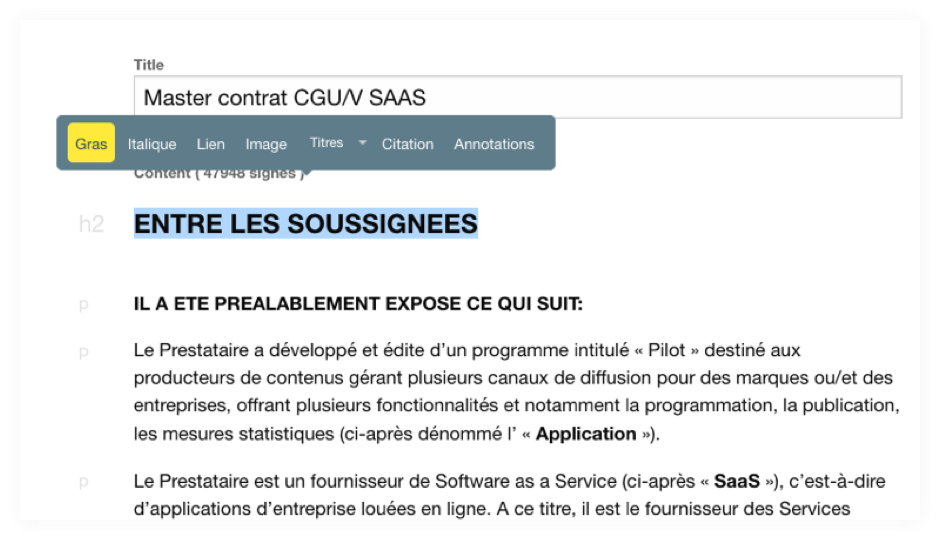 Title
Master contrat CGU/V SAAS
Gras Italique Lien Image Titres Citation Annotations
Content ( 47948 signes )
h2 ENTRE LES SOUSSIGNEES
p IL A ETE PREALABLEMENT EXPOSE CE QUI SUIT:
p Le Prestataire a développé et édite d’un programme intitulé « Pilot » destiné aux
producteurs de contenus gérant plusieurs canaux de diffusion pour des marques ou/et des
entreprises, offrant plusieurs fonctionnalités et notamment la programmation, la publication,
les mesures statistiques (ci-après dénommé l’ « Application »).
p Le Prestataire est un fournisseur de Software as a Service (ci-après « SaaS »), c’est-à-dire
d’applications d’entreprise louées en ligne. A ce titre, il est le fournisseur des Services